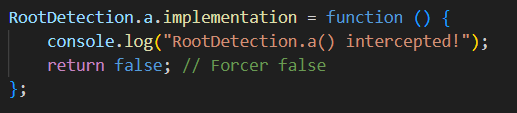 RootDetection.a.implementation = function () {
    console.log("RootDetection.a() intercepted!");
    return false; // Forcer false
};